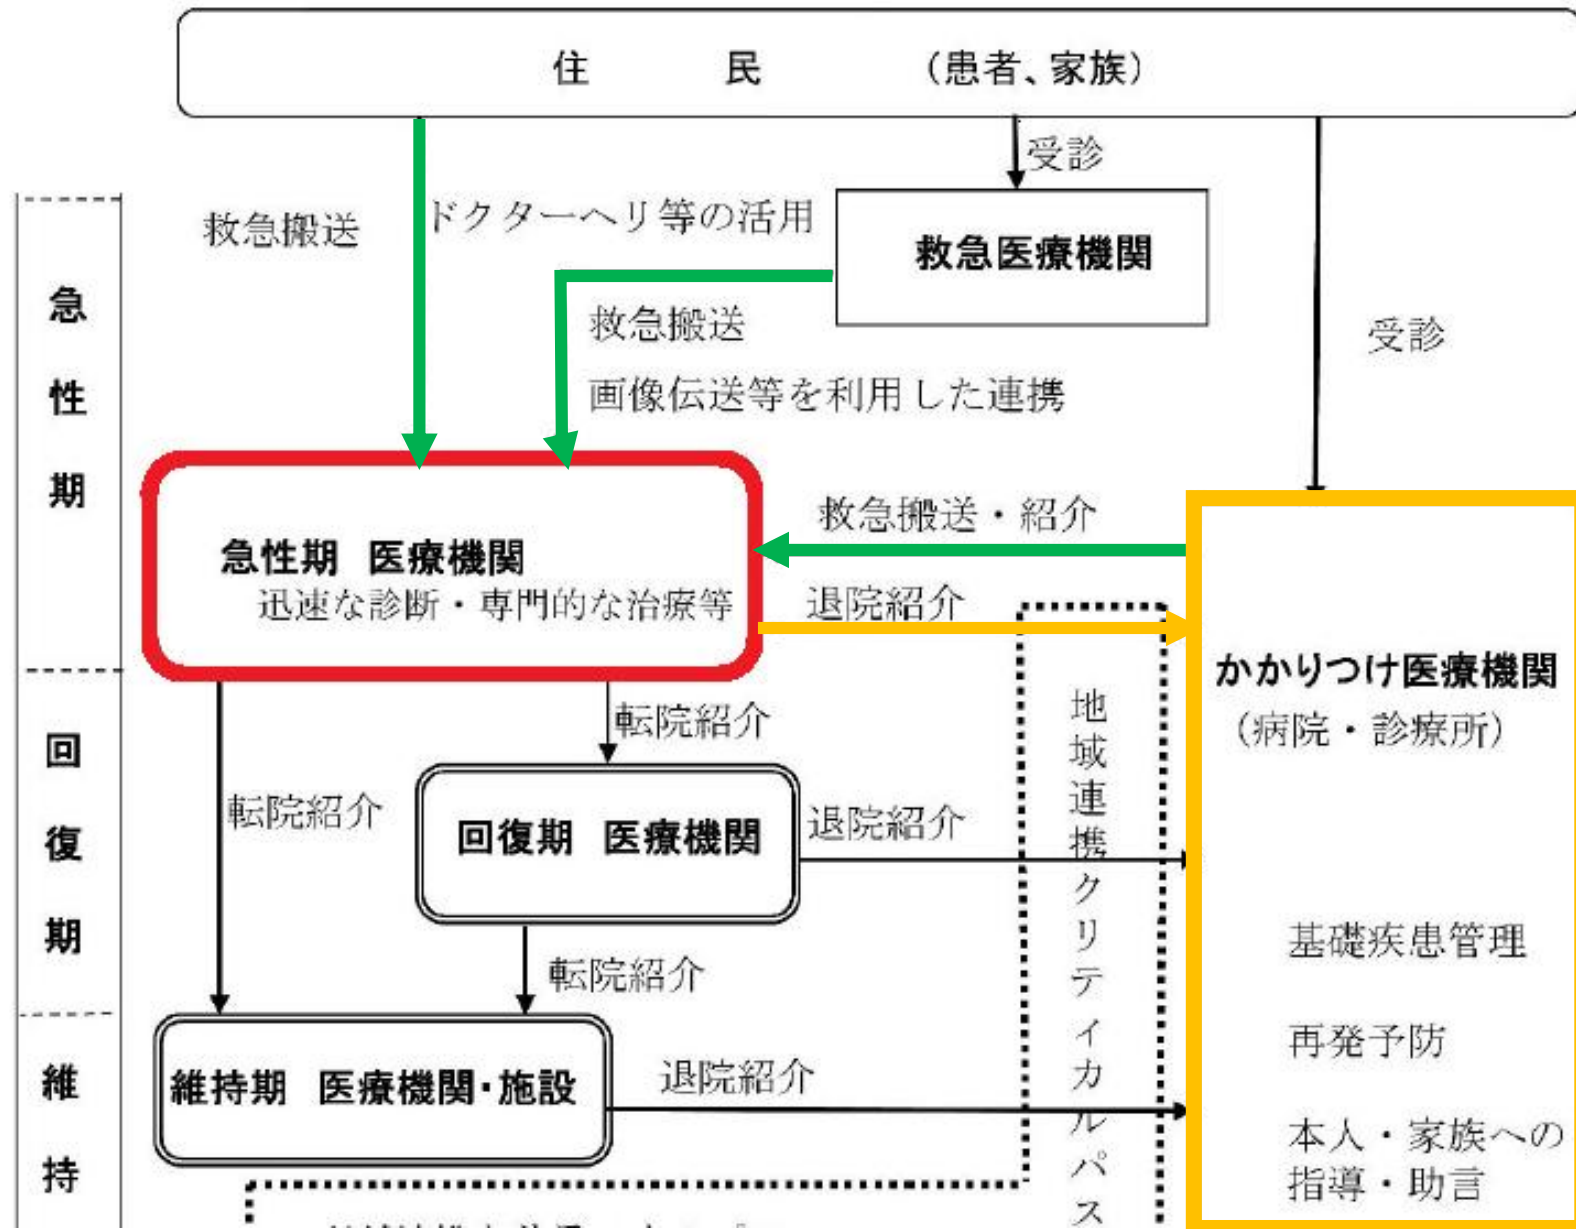 住　民　（患者、家族）
受診
救急搬送
ドクターヘリ等の活用
救急医療機関
救急搬送
画像伝送等を利用した連携
受診
急性期
救急搬送・紹介
急性期　医療機関
迅速な診断・専門的な治療等
退院紹介
かかりつけ医療機関
（病院・診療所）
転院紹介
転院紹介
回復期
回復期　医療機関
退院紹介
地域連携クリティカルパス
基礎疾患管理
転院紹介
再発予防
維持
維持期　医療機関・施設
退院紹介
本人・家族への
指導・助言